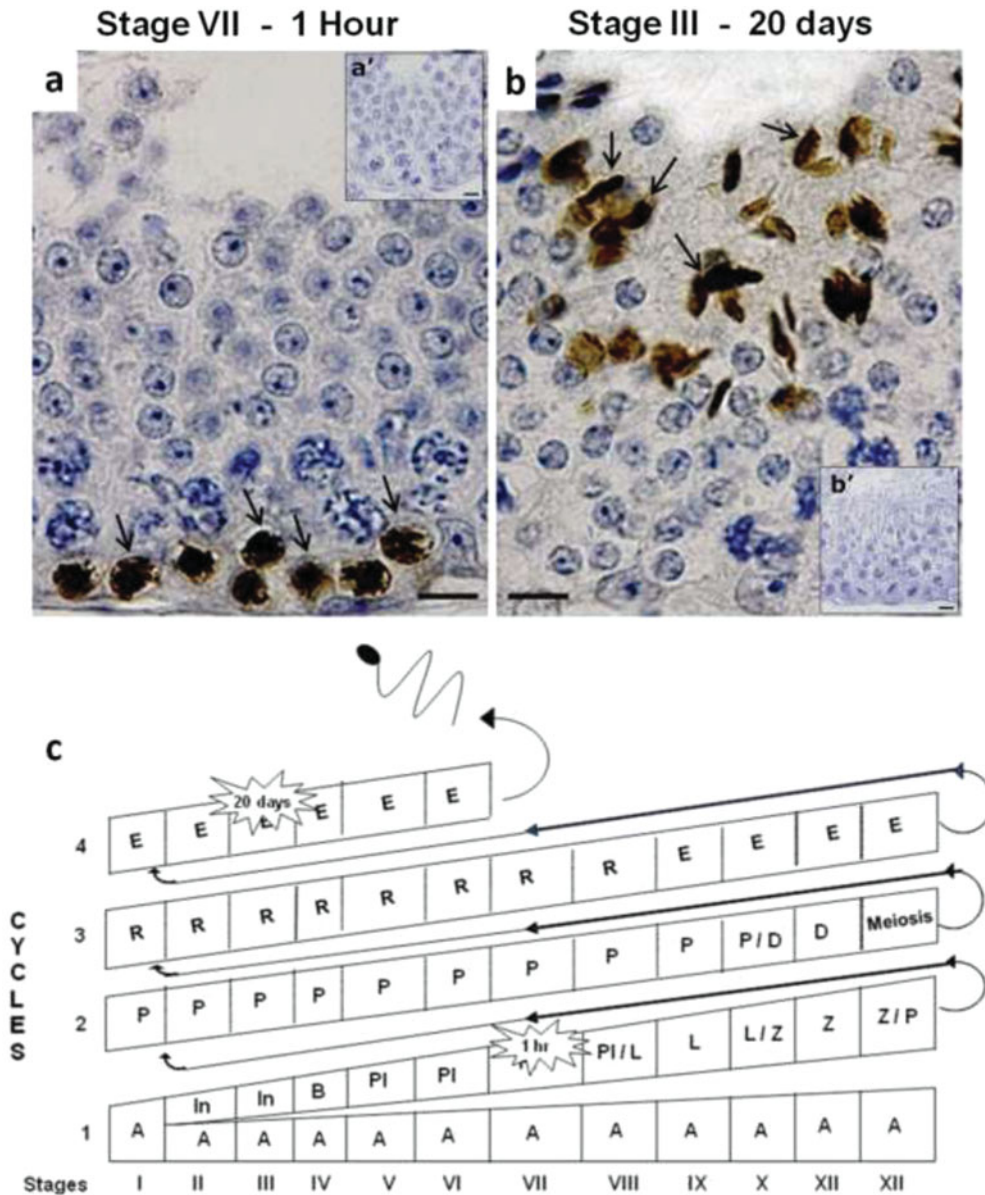 Stage VII - 1 Hour
Stage III - 20 days
a
a'
b
b'
c
CYCLES
4
E E 20 days E E E
3
R R R R R R R R E E E E
2
P P P P P P P P P P / D D Meiosis
1
In In B Pl Pl 1 hr Pl / L L L / Z Z Z / P
A A A A A A A A A A A A
Stages I II III IV V VI VII VIII IX X XII XII